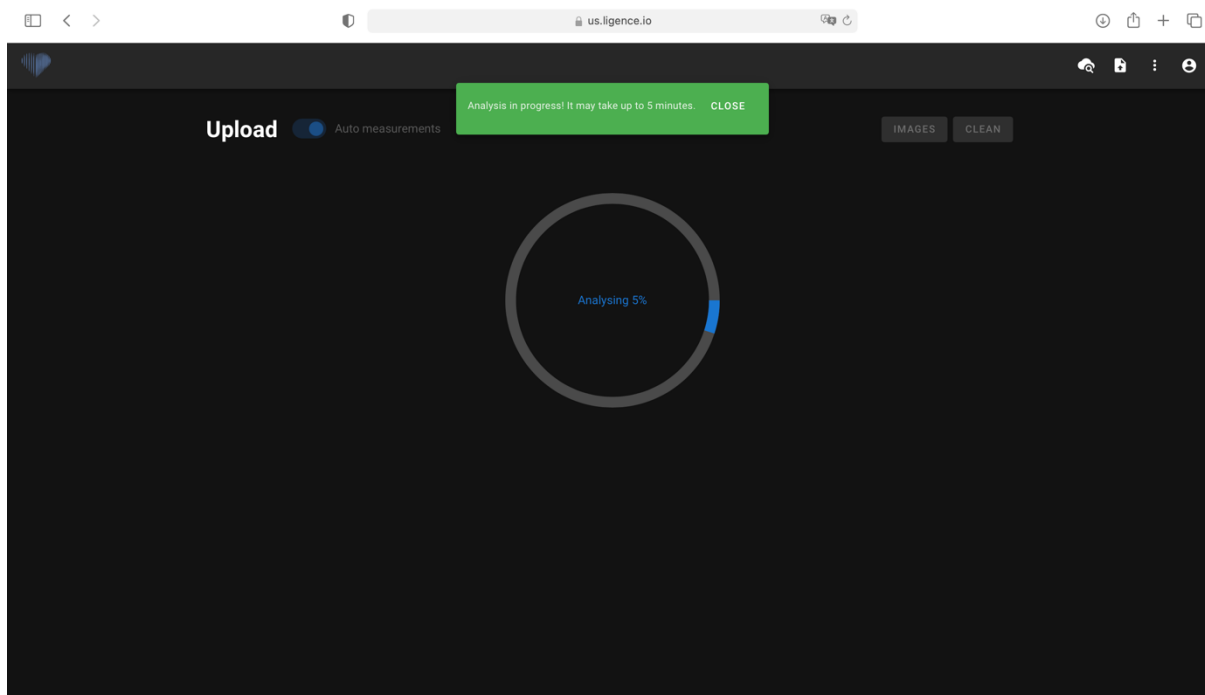 us.ligence.io
Analysis in progress! It may take up to 5 minutes. CLOSE
Upload Auto measurements IMAGES CLEAN
Analysing 5%